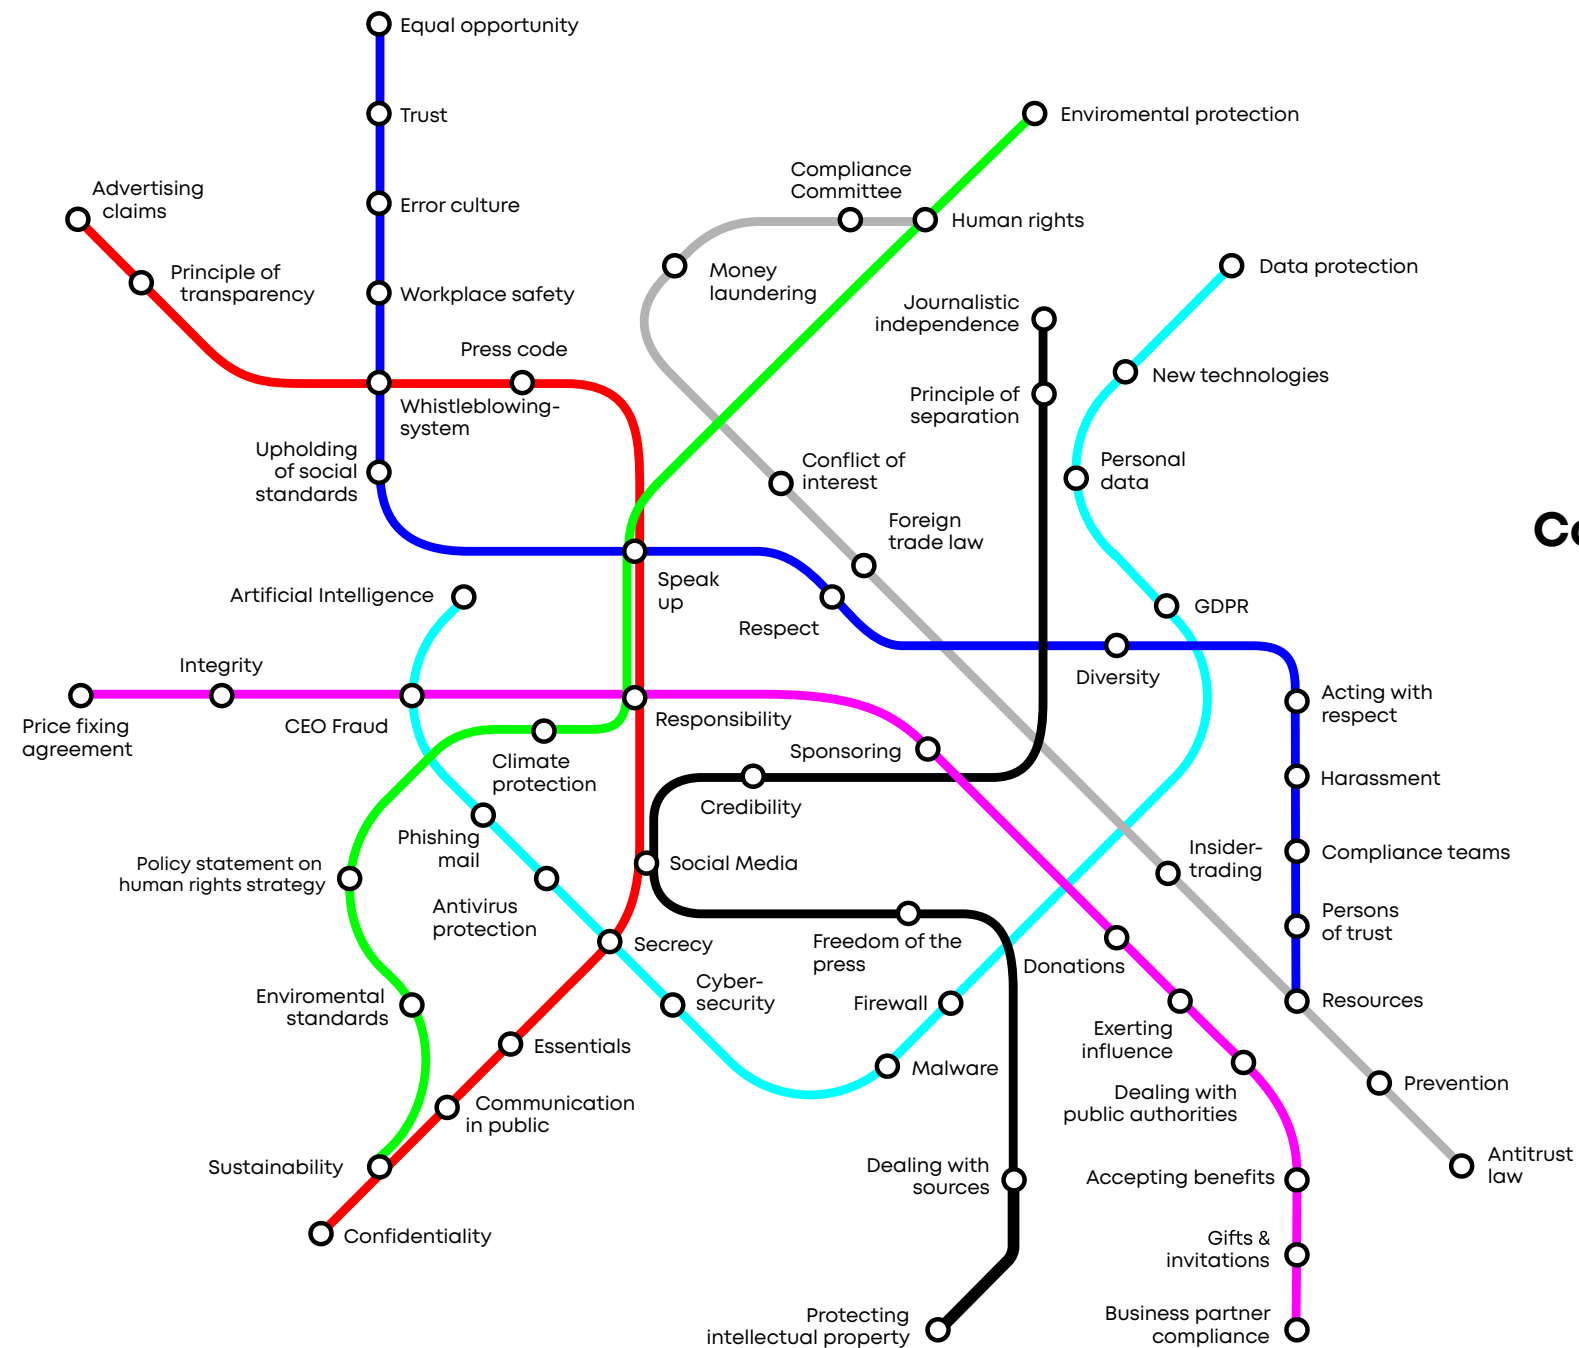 Equal opportunity
Trust
Enviromental protection
Compliance
Committee
Advertising
claims
Error culture
Human rights
Principle of
transparency
Workplace safety
Money
laundering
Data protection
Journalistic
independence
Press code
New technologies
Principle of
separation
Whistleblowing-
system
Upholding
of social
standards
Conflict of
interest
Personal
data
Foreign
trade law
Co
Speak
up
Artificial Intelligence
Respect
GDPR
Integrity
Diversity
Price fixing
agreement
CEO Fraud
Responsibility
Acting with
respect
Climate
protection
Sponsoring
Harassment
Credibility
Phishing
mail
Policy statement on
human rights strategy
Social Media
Insider-
trading
Compliance teams
Antivirus
protection
Secrecy
Freedom of the
press
Persons
of trust
Donations
Cyber-
security
Enviromental
standards
Firewall
Resources
Essentials
Exerting
influence
Malware
Prevention
Communication
in public
Dealing with
public authorities
Sustainability
Dealing with
sources
Accepting benefits
Antitrust
law
Confidentiality
Gifts &
invitations
Protecting
intellectual property
Business partner
compliance